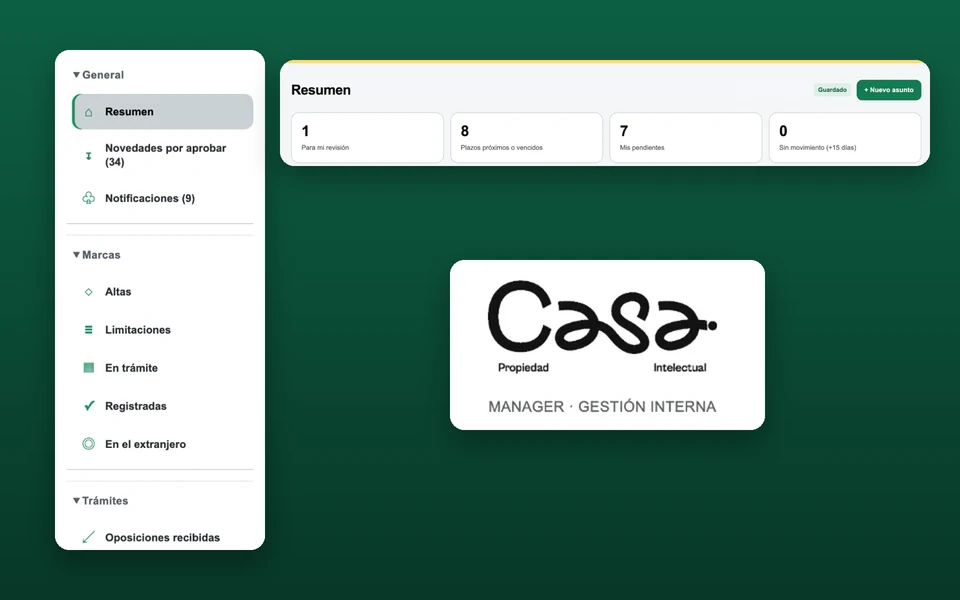 ▼General
Resumen
Novedades por aprobar
(34)
Notificaciones (9)
▼Marcas
Altas
Limitaciones
En trámite
Registradas
En el extranjero
▼Trámites
Oposiciones recibidas
Resumen
Guardado
+ Nuevo asunto
1
Para mi revisión
8
Plazos próximos o vencidos
7
Mis pendientes
0
Sin movimiento (+15 días)
Casa
Propiedad Intelectual
MANAGER · GESTIÓN INTERNA